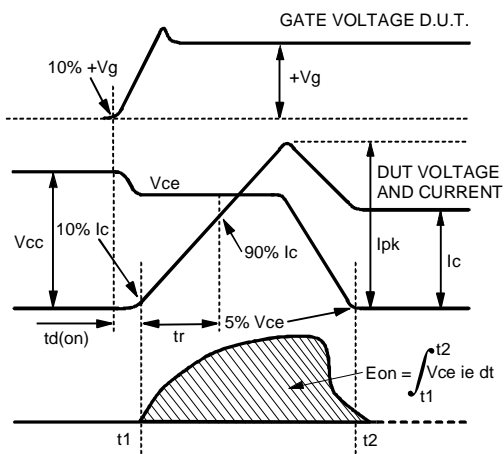 GATE VOLTAGE D.U.T.
10% +Vg
+Vg
Vce
DUT VOLTAGE
AND CURRENT
Vcc
10% Ic
90% Ic
Ipk
Ic
td(on)
tr
5% Vce
Eon = ∫ Vce ie dt
t2
t1
t1
t2